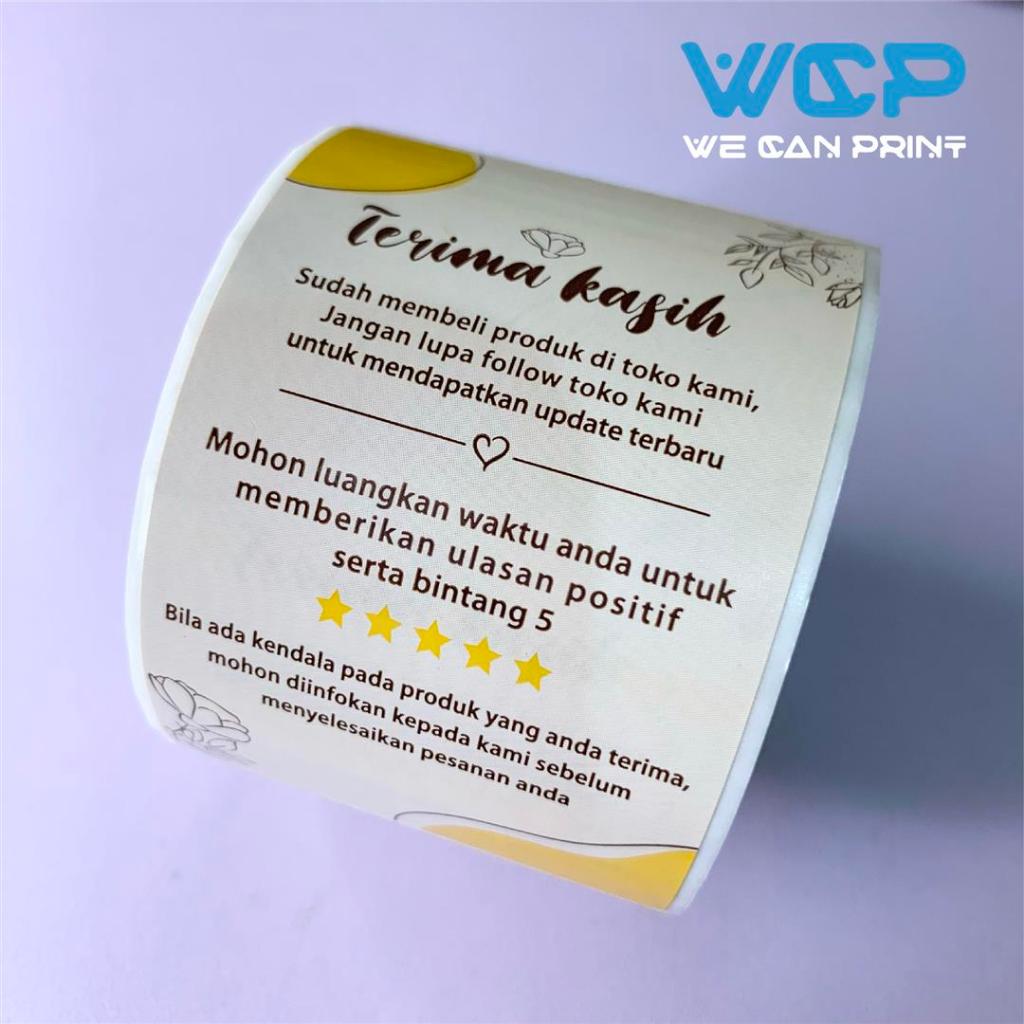 WCP
WE CAN PRINT
Terima kasih
Sudah membeli produk di toko kami,
Jangan lupa follow toko kami
untuk mendapatkan update terbaru
Mohon luangkan waktu anda untuk
memberikan ulasan positif
serta bintang 5
Bila ada kendala pada produk yang anda terima,
mohon diinfokan kepada kami sebelum
menyelesaikan pesanan anda